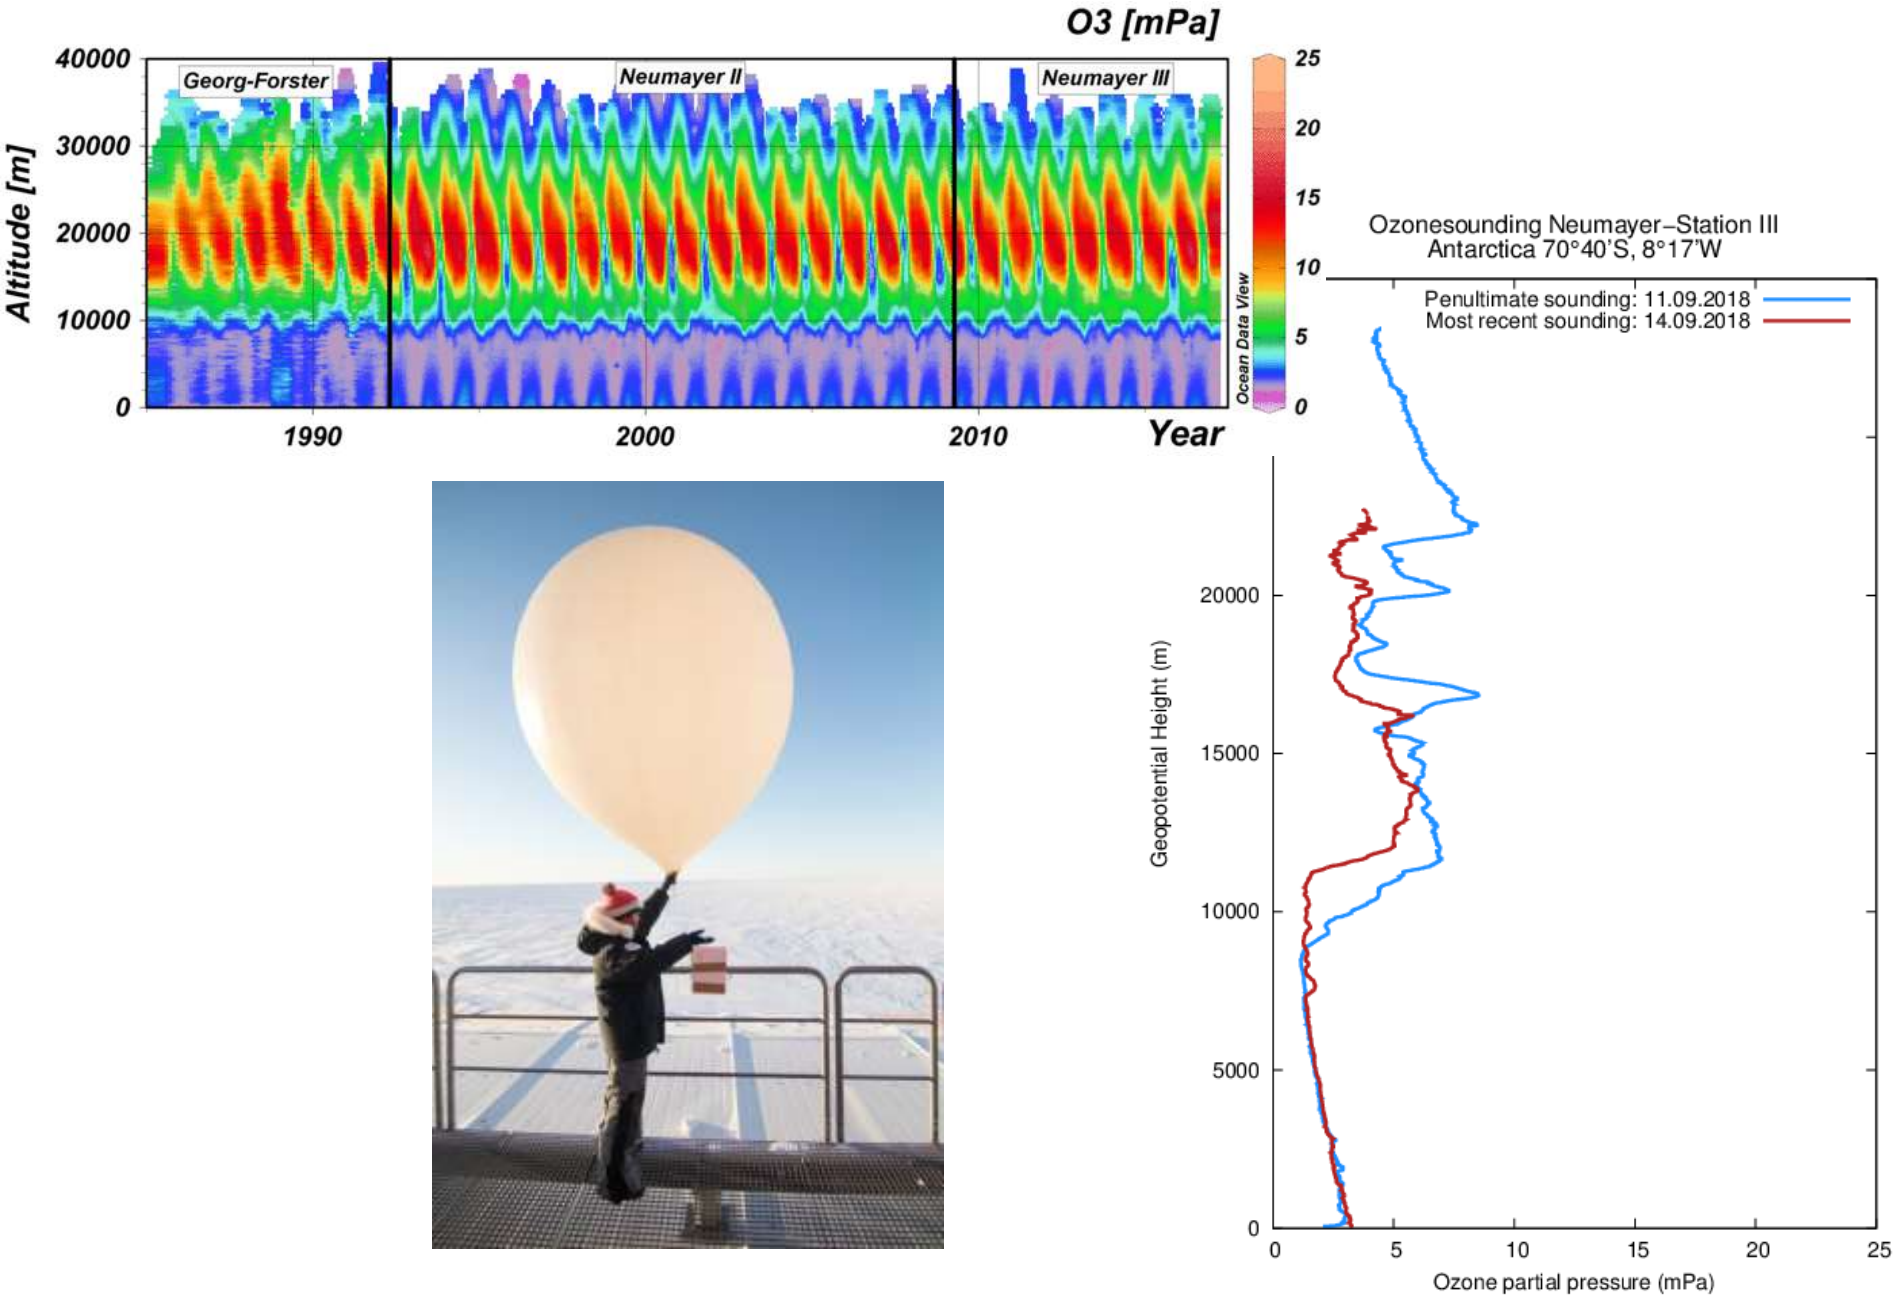 O3 [mPa]
40000
30000
20000
10000
0
Altitude [m]
Georg-Forster
Neumayer II
Neumayer III
1990
2000
2010
Year
25
20
15
10
5
0
Ocean Data View
Ozonesounding Neumayer–Station III
Antarctica 70°40'S, 8°17'W
Penultimate sounding: 11.09.2018
Most recent sounding: 14.09.2018
20000
15000
10000
5000
0
Geopotential Height (m)
0 5 10 15 20 25
Ozone partial pressure (mPa)